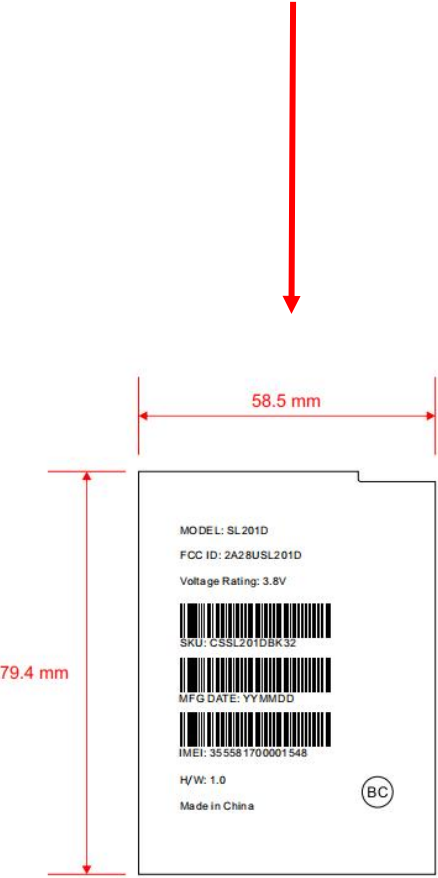 58.5 mm
MODEL: SL201D
FCC ID: 2A28USL201D
Voltage Rating: 3.8V
SKU: CSSL201DBK32
79.4 mm
MFG DATE: YYMMDD
IMEI: 355581700001548
H/W: 1.0
BC
Made in China